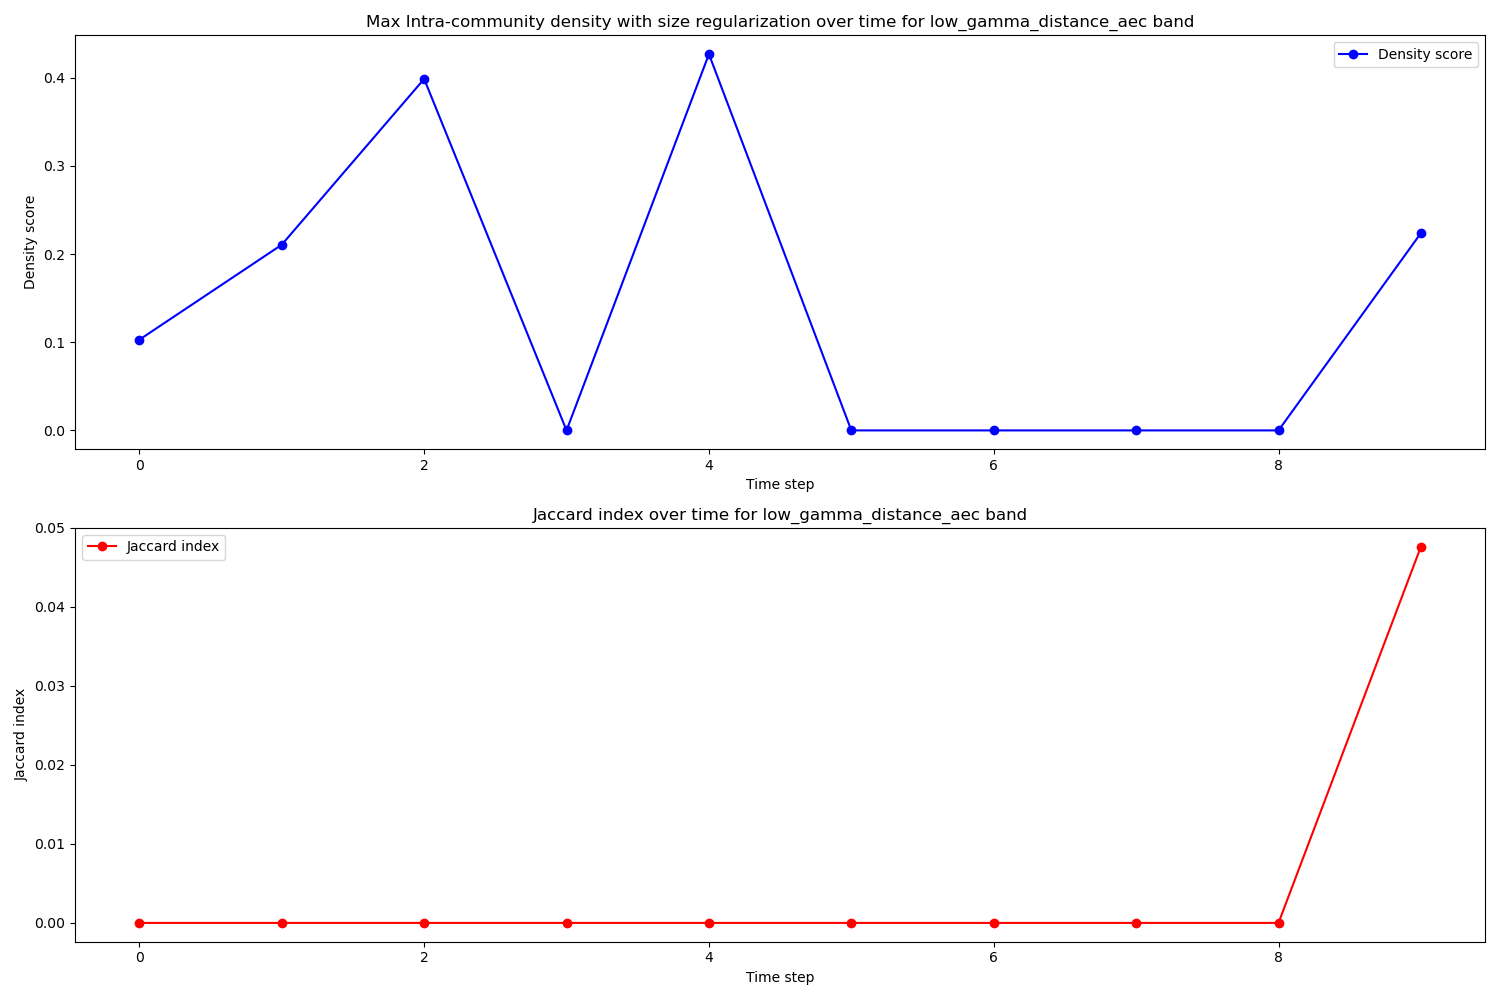 Max Intra-community density with size regularization over time for low_gamma_distance_aec band
Density score
0.4
0.3
0.2
0.1
0.0
Density score
0
2
4
6
8
Time step
Jaccard index over time for low_gamma_distance_aec band
Jaccard index
0.05
0.04
0.03
0.02
0.01
0.00
Jaccard index
0
2
4
6
8
Time step